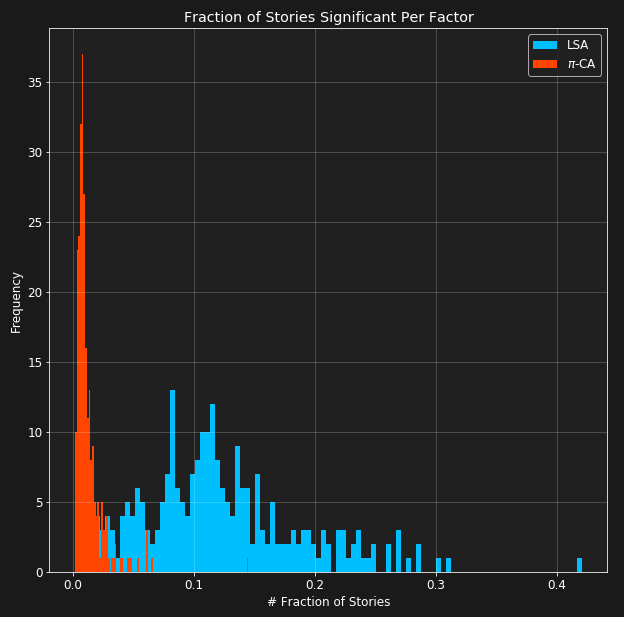 Fraction of Stories Significant Per Factor
LSA
π-CA
35
30
25
20
15
10
5
0
Frequency
0.0 0.1 0.2 0.3 0.4
# Fraction of Stories